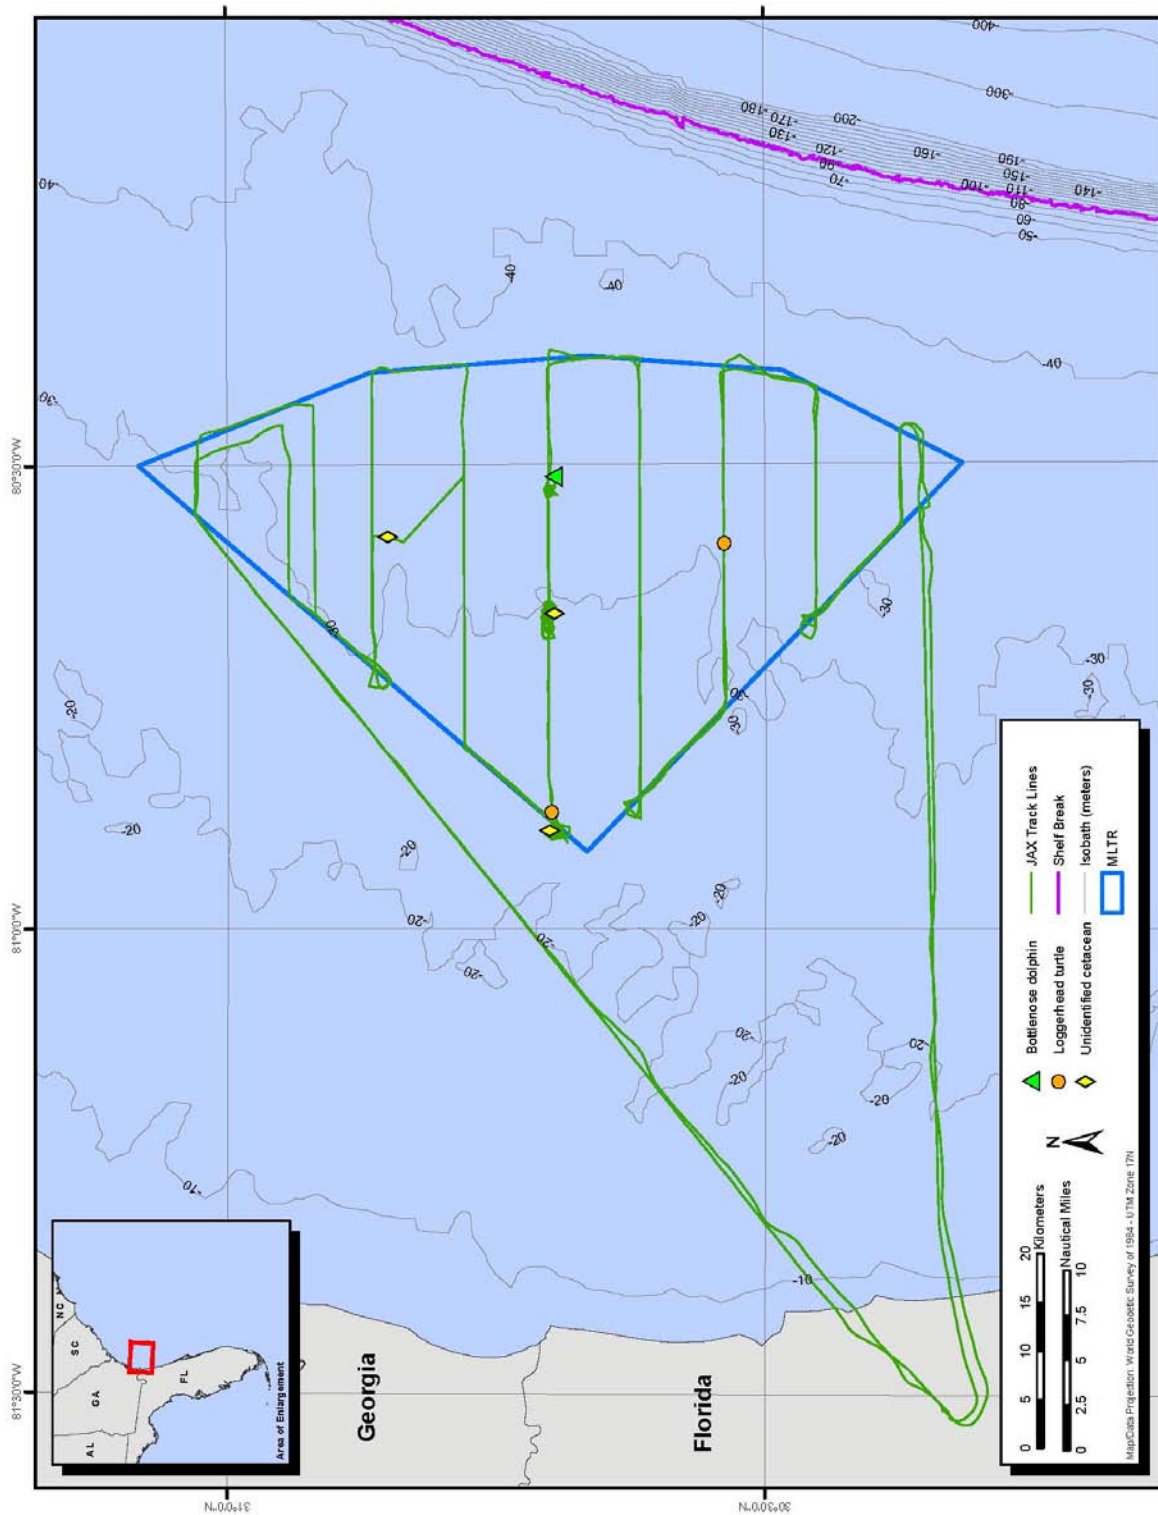 81°30'0"W
81°0'0"W
80°30'0"W
31°0'0"N
30°30'0"N
AL
GA
SC
NC
FL
Area of Enlargement
Georgia
Florida
-10
-10
-20
-20
-20
-20
-20
-20
-20
-20
-20
-20
-20
-20
-20
-30
-30
-30
-30
-30
-30
-30
-40
-40
-40
-40
-50
-60
-70
-80
-90
-100
-110
-120
-130
-140
-150
-160
-170
-180
-190
-200
-300
-400
-70
-80
0 5 10 15 20
Kilometers
0 2.5 5 7.5 10
Nautical Miles
N
Bottlenose dolphin
Loggerhead turtle
Unidentified cetacean
JAX Track Lines
Shelf Break
Isobath (meters)
MLTR
Map/Data Projection: World Geodetic Survey of 1984 - UTM Zone 17N